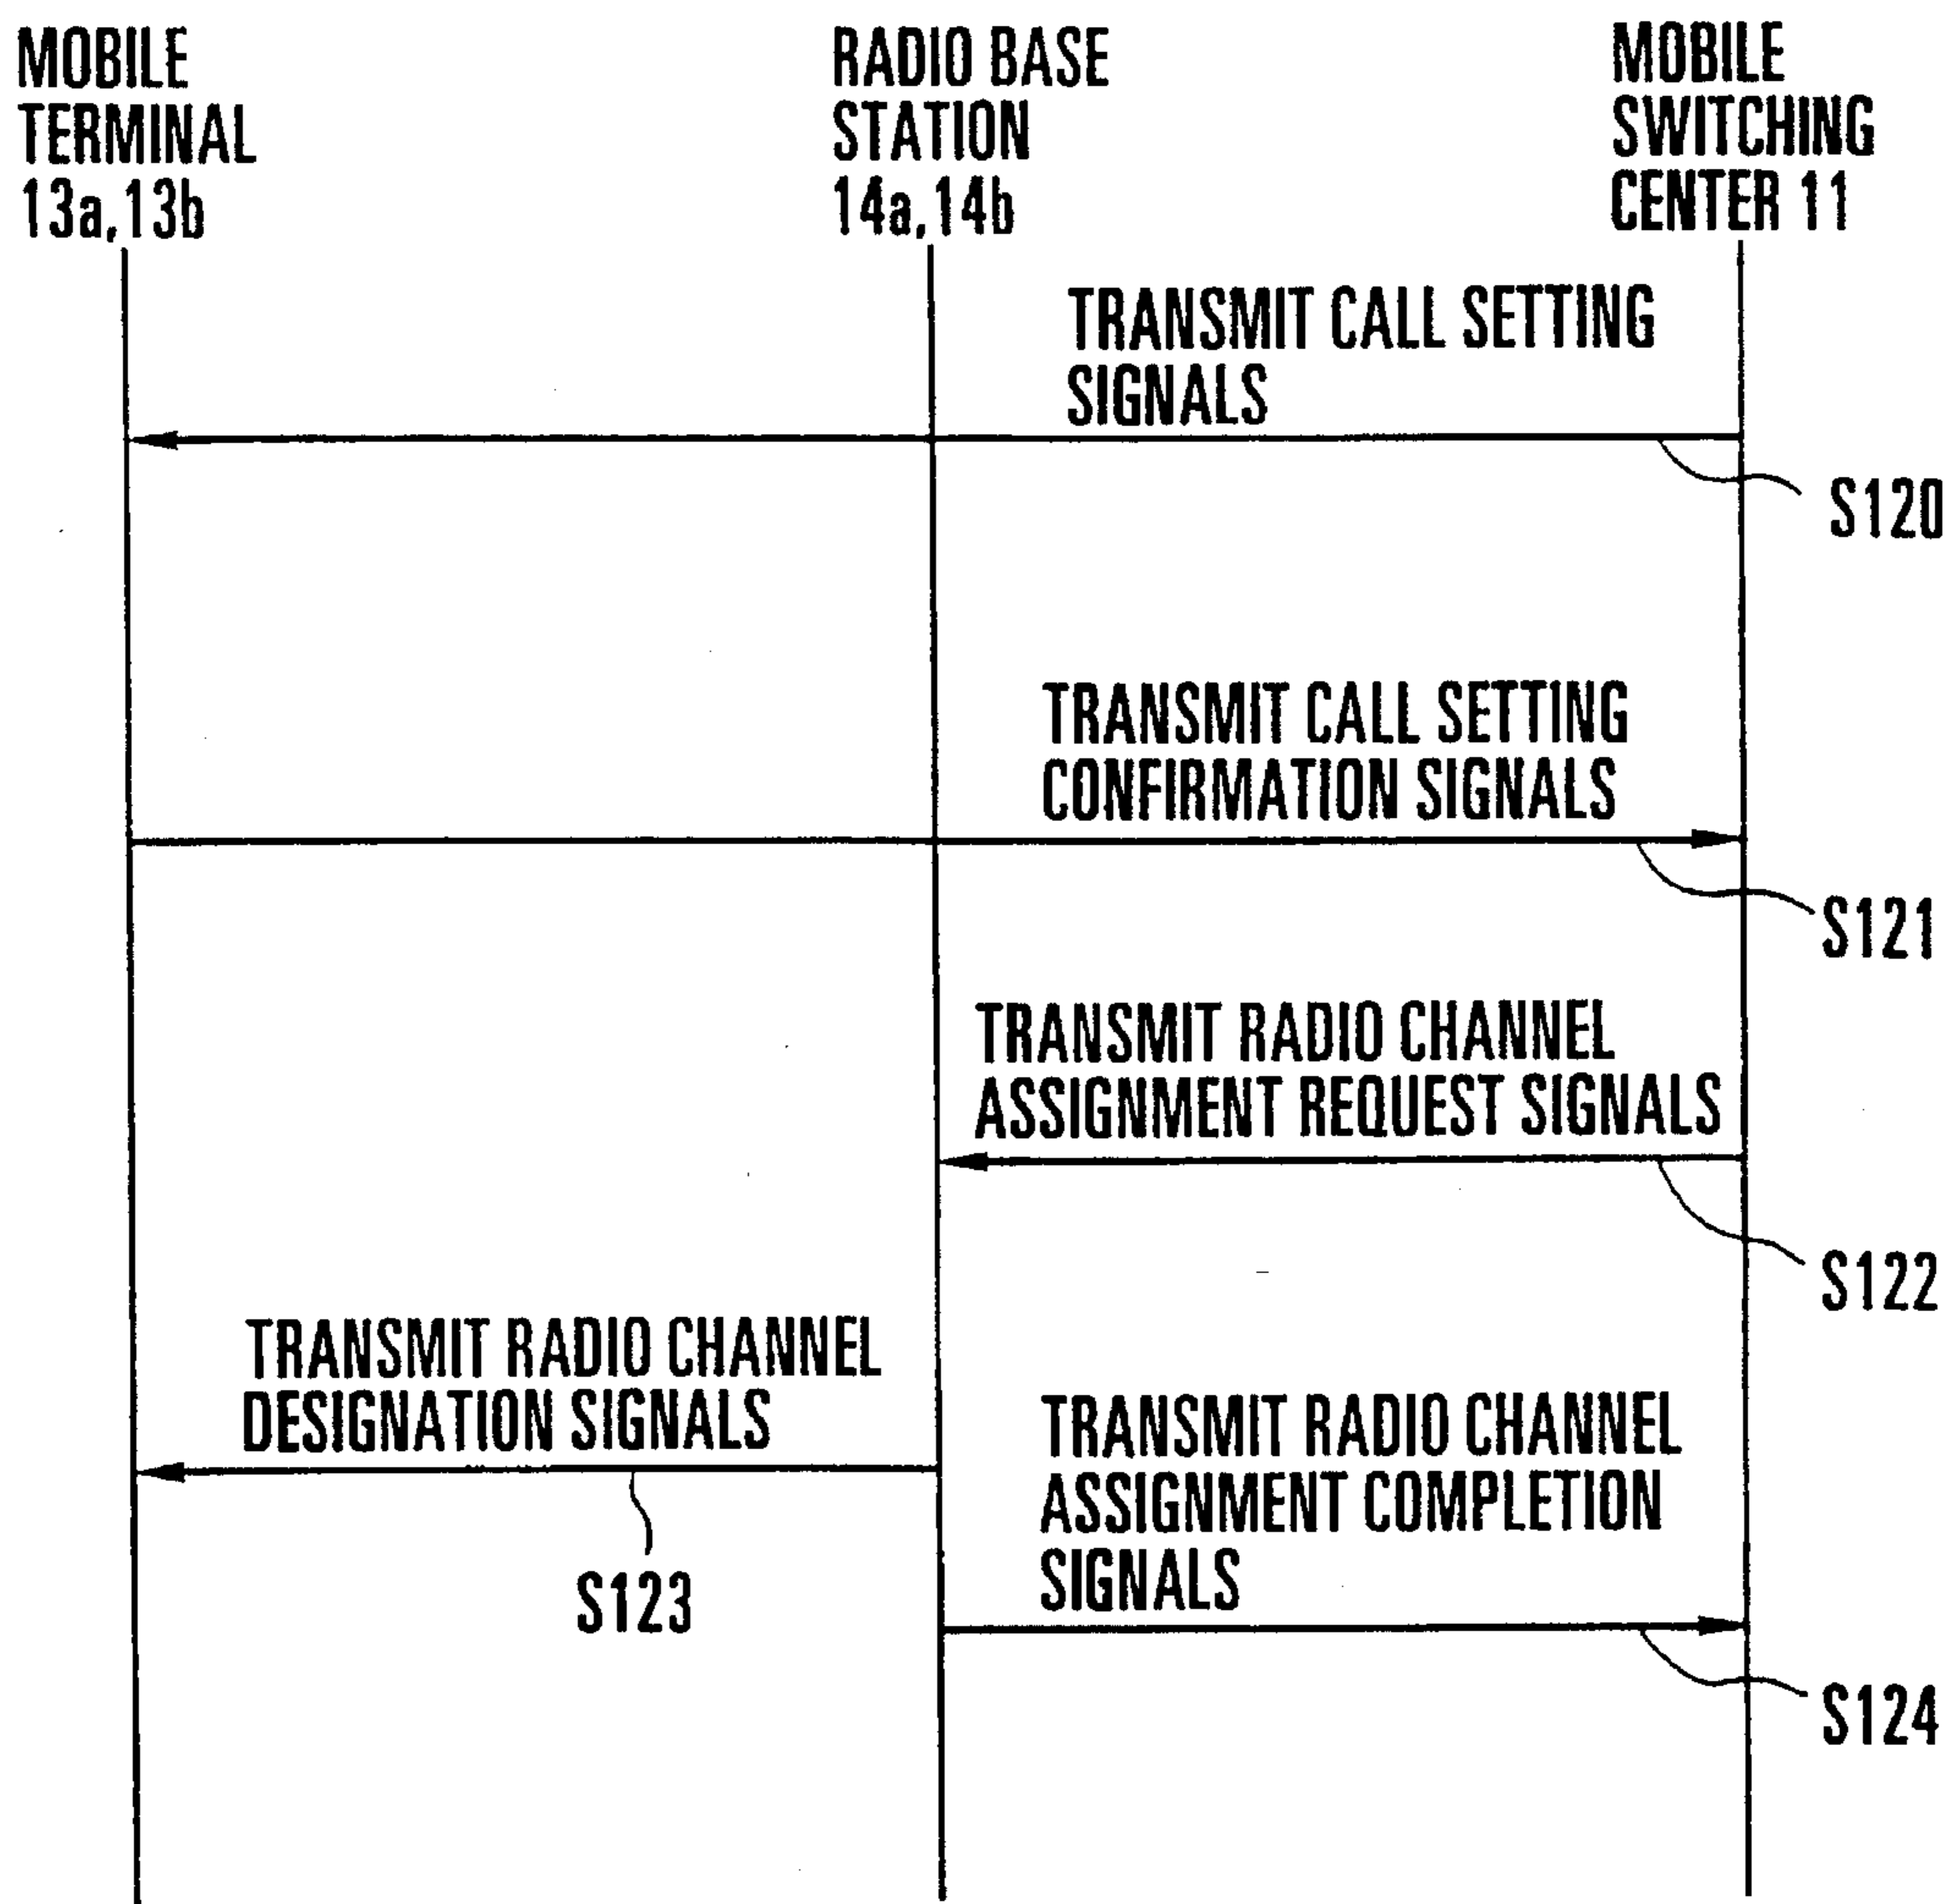 MOBILE
TERMINAL
13a,13b
RADIO BASE
STATION
14a,14b
MOBILE
SWITCHING
CENTER 11
TRANSMIT CALL SETTING
SIGNALS
S120
TRANSMIT CALL SETTING
CONFIRMATION SIGNALS
S121
TRANSMIT RADIO CHANNEL
ASSIGNMENT REQUEST SIGNALS
S122
TRANSMIT RADIO CHANNEL
DESIGNATION SIGNALS
S123
TRANSMIT RADIO CHANNEL
ASSIGNMENT COMPLETION
SIGNALS
S124